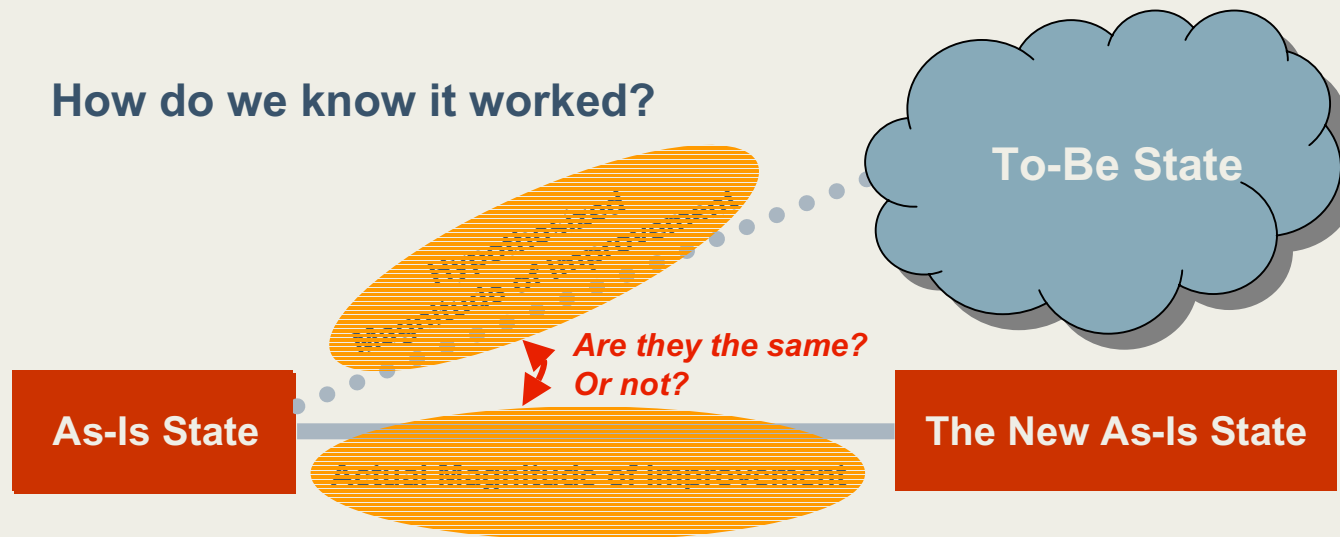 How do we know it worked?
To-Be State
Are they the same?
Or not?
As-Is State
The New As-Is State
Actual Magnitude of Improvement